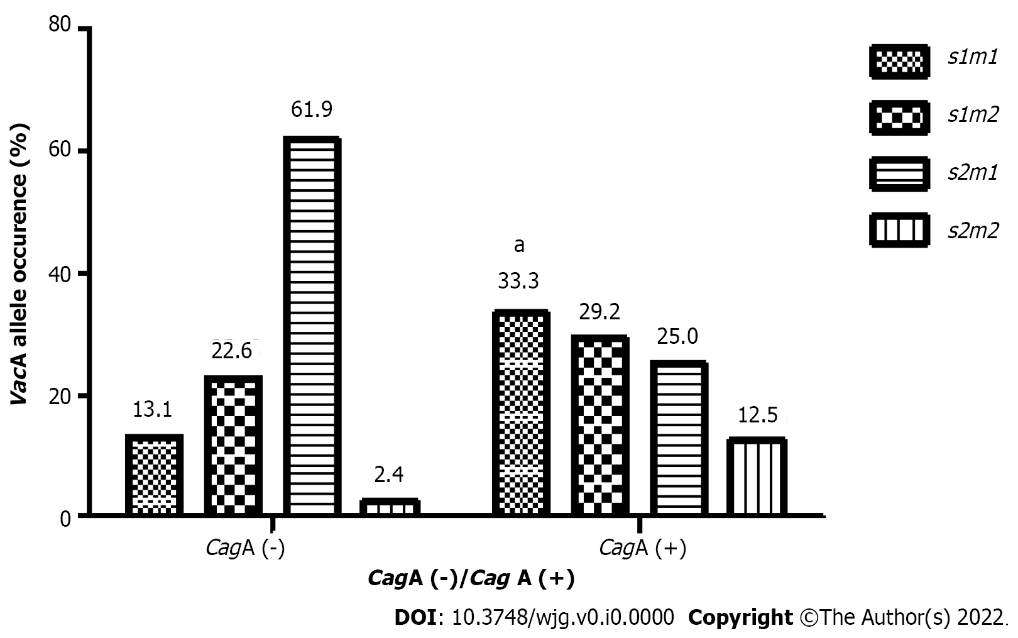 80
60
40
20
0
VacA allele occurence (%)
13.1
22.6
61.9
2.4
a
33.3
29.2
25.0
12.5
CagA (-)
CagA (+)
CagA (-)/Cag A (+)
s1m1
s1m2
s2m1
s2m2
DOI: 10.3748/wjg.v0.i0.0000 Copyright ©The Author(s) 2022.